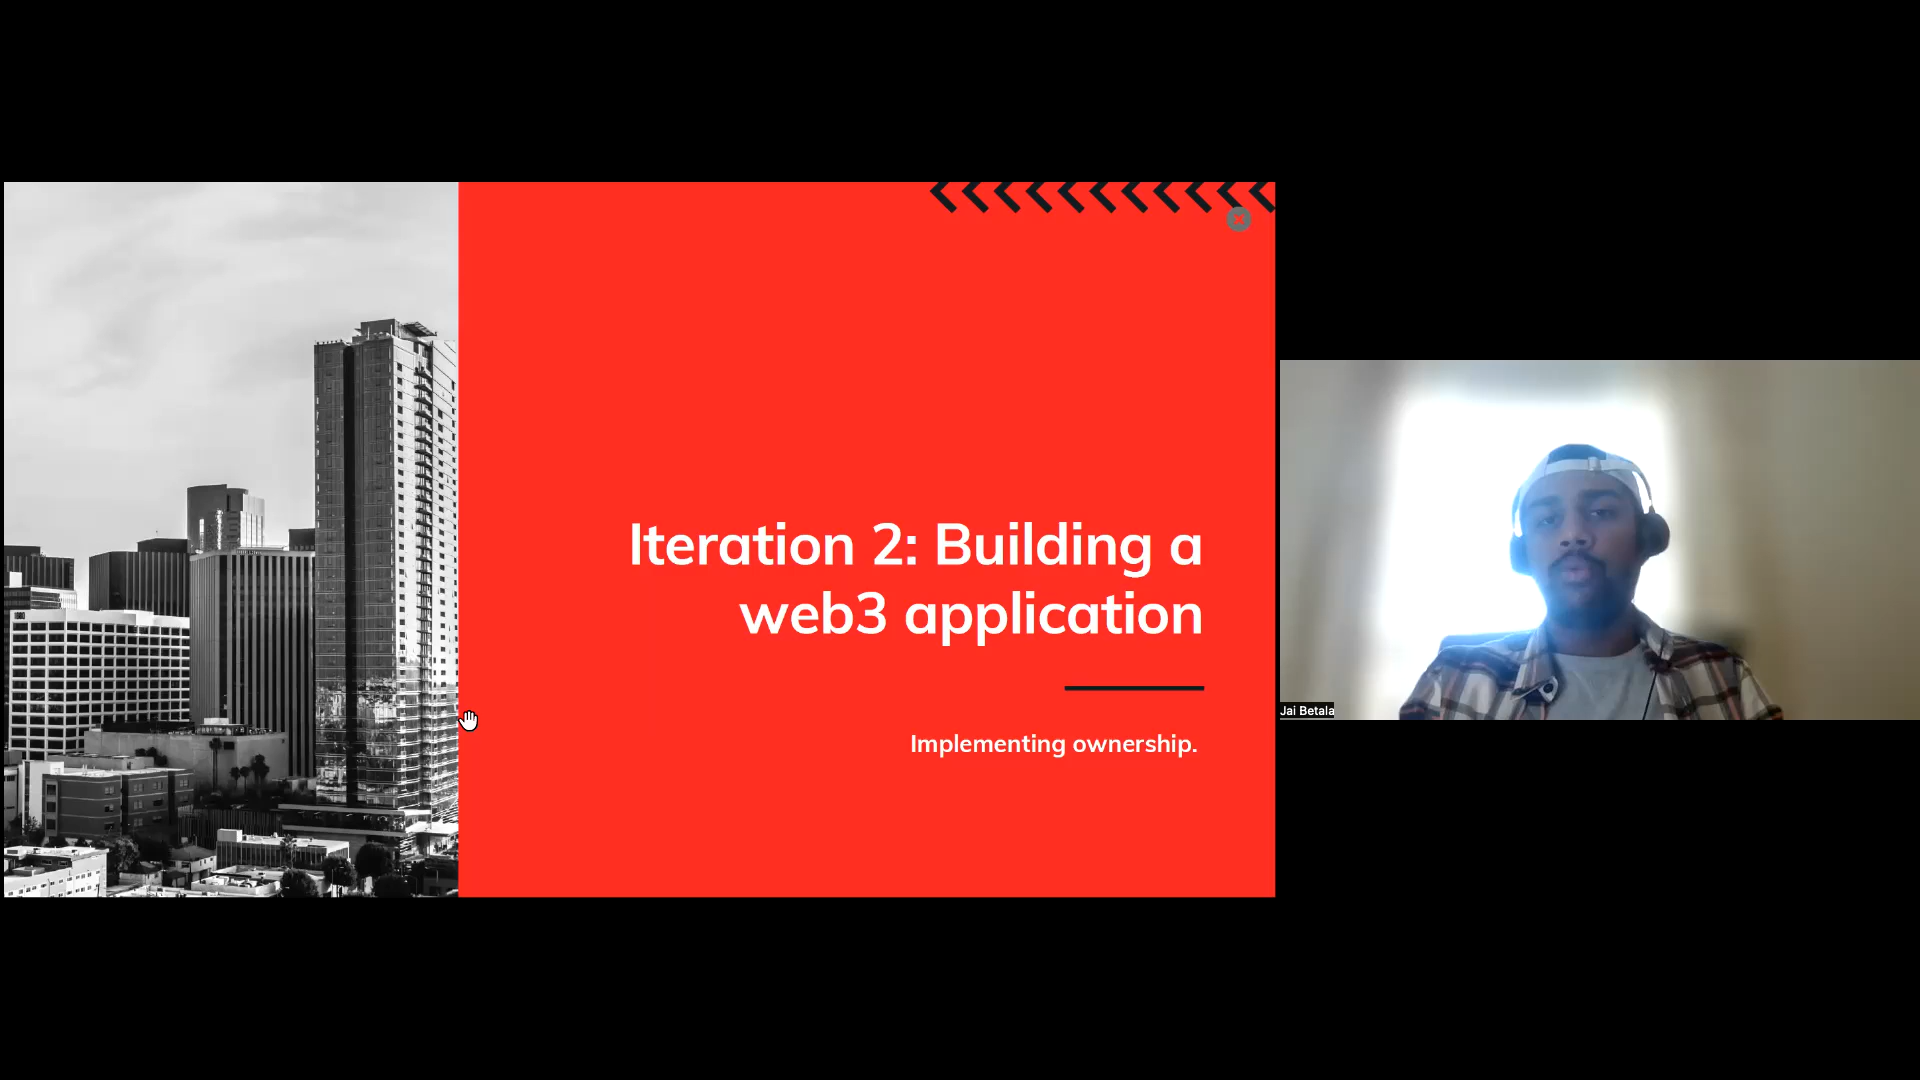 Iteration 2: Building a
web3 application
Implementing ownership.
Jai Betala